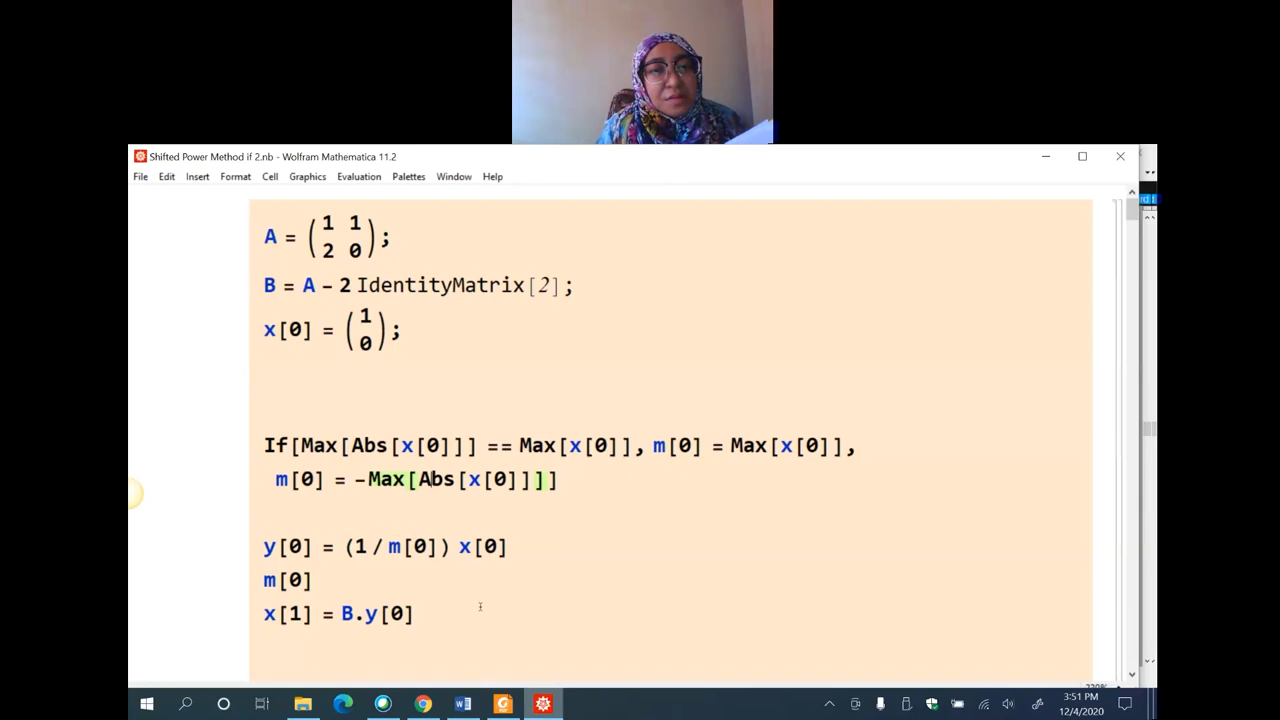 Shifted Power Method if 2.nb - Wolfram Mathematica 11.2
File Edit Insert Format Cell Graphics Evaluation Palettes Window Help
A = (1 1
2 0);
B = A - 2 IdentityMatrix[2];
x[0] = (1
0);
If[Max[Abs[x[0]]] == Max[x[0]], m[0] = Max[x[0]],
m[0] = -Max[Abs[x[0]]]]
y[0] = (1/m[0]) x[0]
m[0]
x[1] = B.y[0]
3:51 PM
12/4/2020